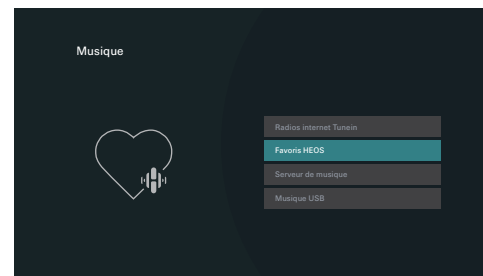 Musique
Radios internet Tunein
Favoris HEOS
Serveur de musique
Musique USB